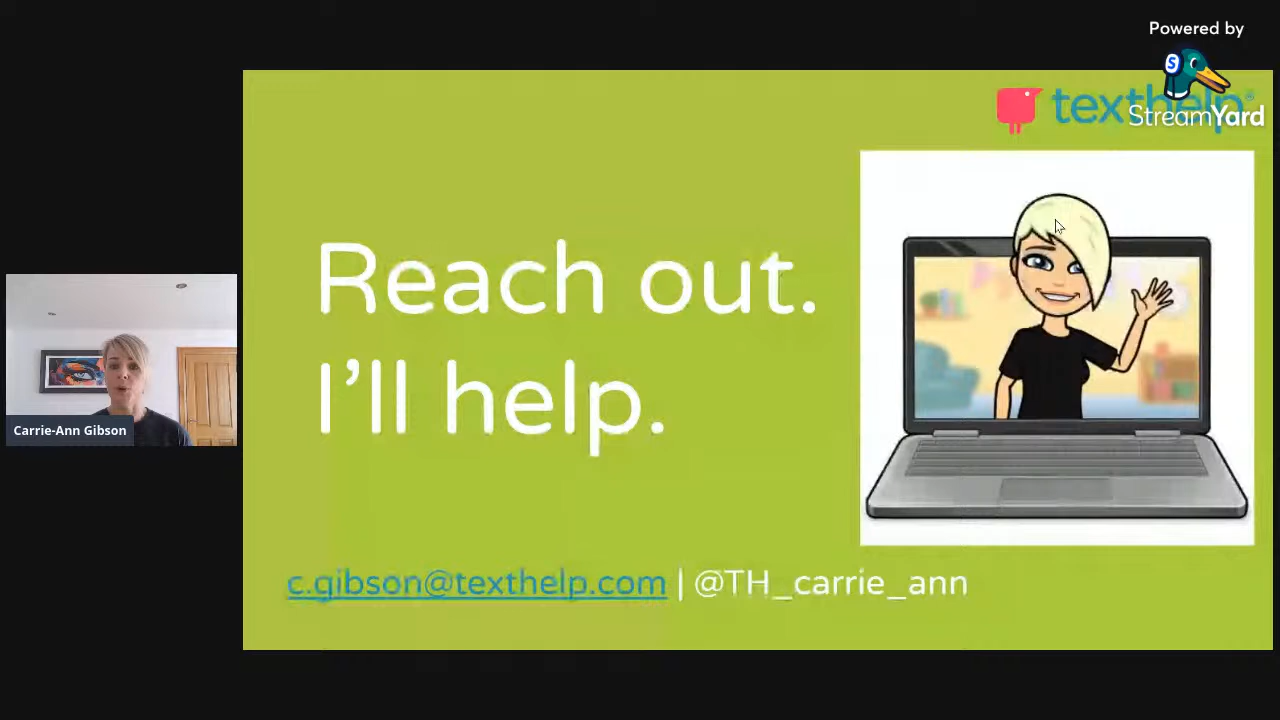 Powered by
StreamYard
texthelp®
Reach out.
I'll help.
Carrie-Ann Gibson
c.gibson@texthelp.com | @TH_carrie_ann